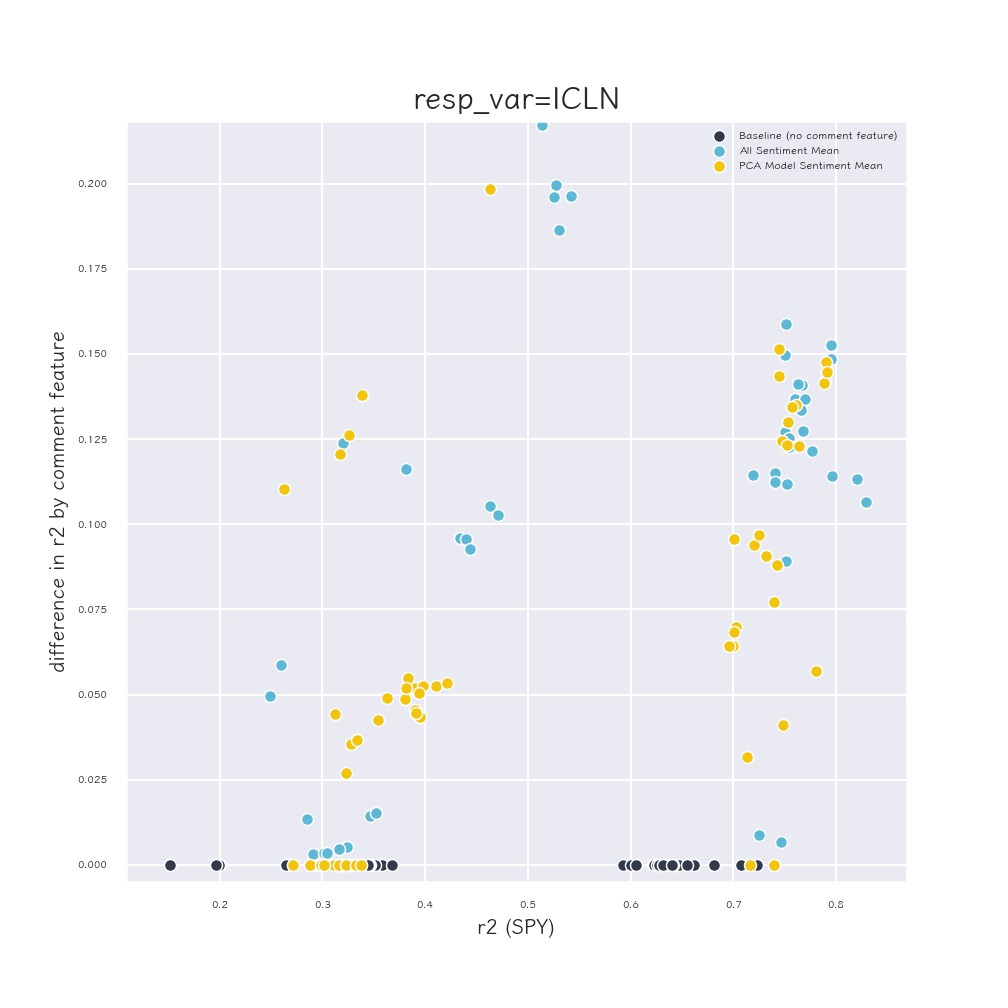 resp_var=ICLN
Baseline (no comment feature)
All Sentiment Mean
PCA Model Sentiment Mean
difference in r2 by comment feature
0.200
0.175
0.150
0.125
0.100
0.075
0.050
0.025
0.000
0.2 0.3 0.4 0.5 0.6 0.7 0.8
r2 (SPY)